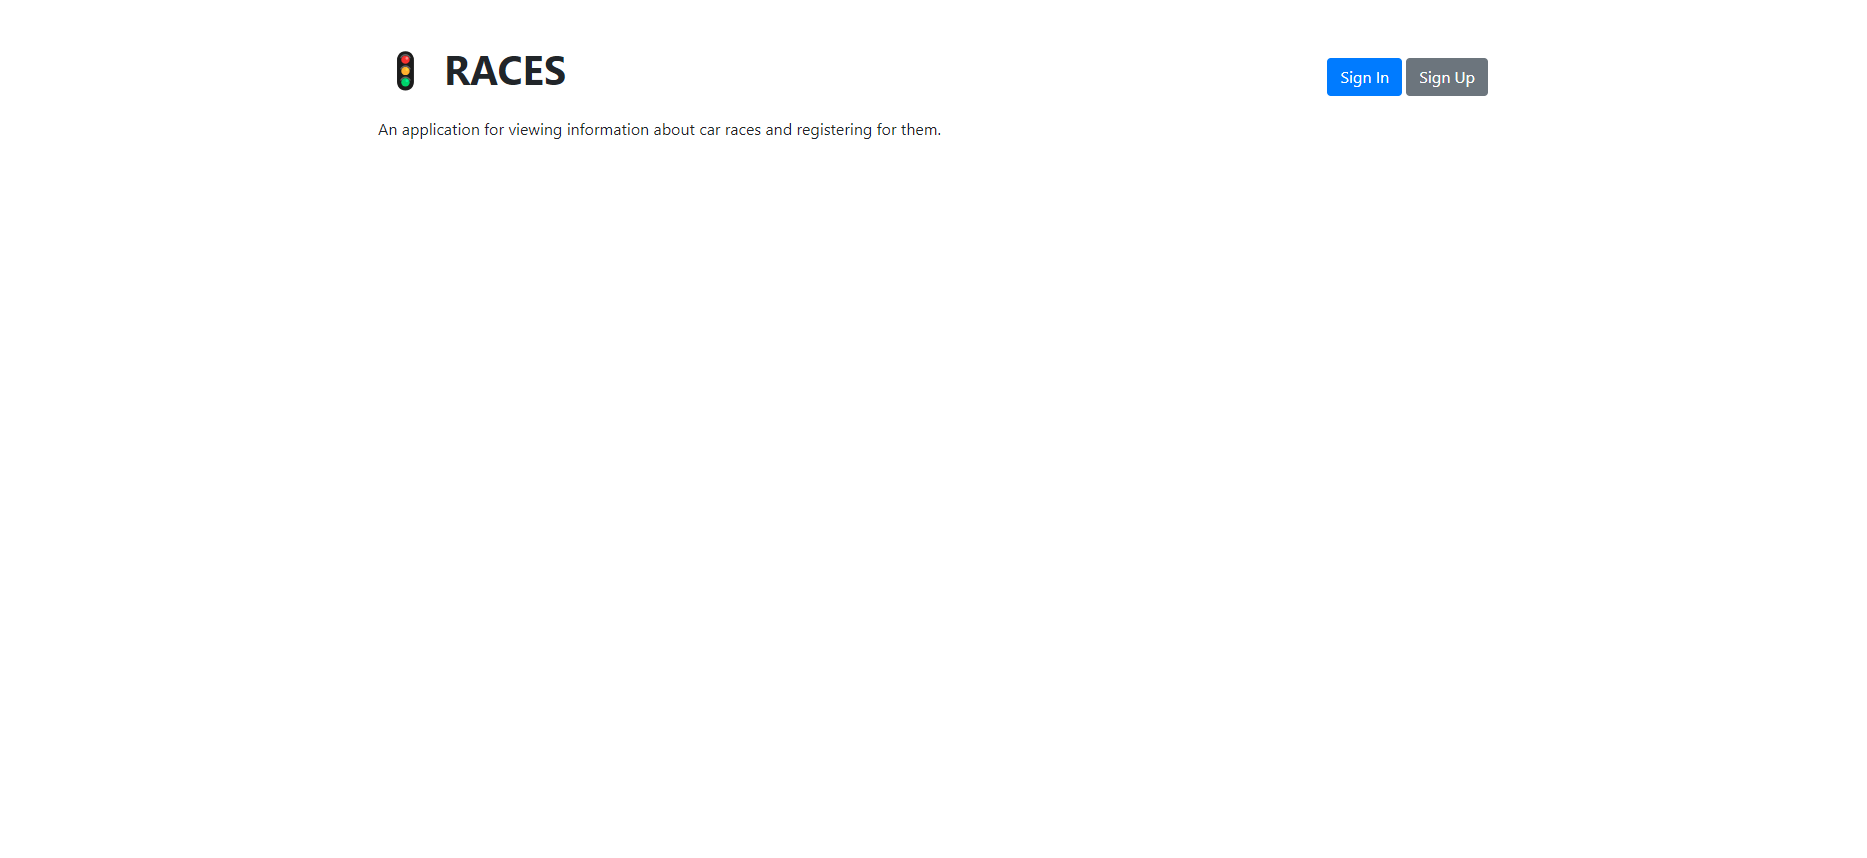 RACES
Sign In
Sign Up
An application for viewing information about car races and registering for them.